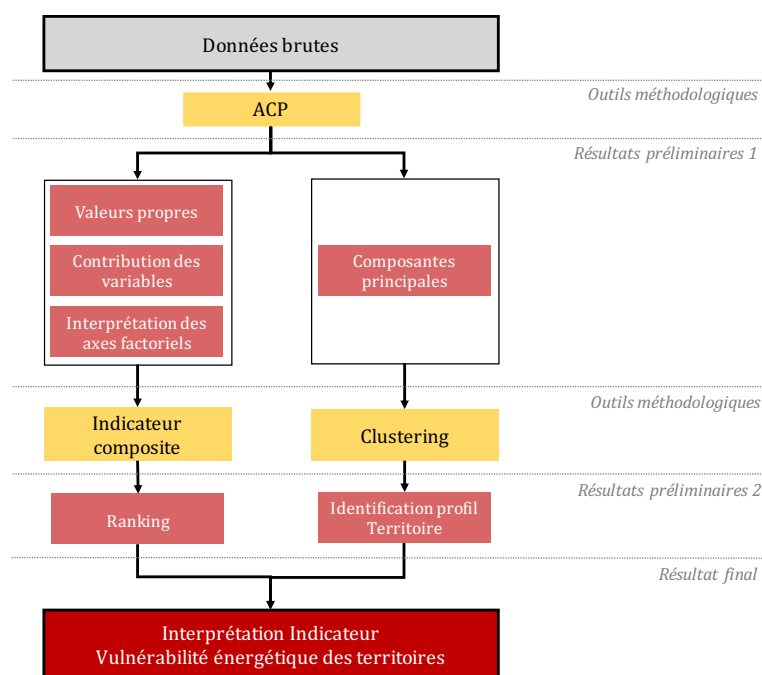 Données brutes
Outils méthodologiques
ACP
Résultats préliminaires 1
Valeurs propres
Contribution des
variables
Interprétation des
axes factoriels
Composantes
principales
Outils méthodologiques
Indicateur
composite
Clustering
Résultats préliminaires 2
Ranking
Identification profil
Territoire
Résultat final
Interprétation Indicateur
Vulnérabilité énergétique des territoires